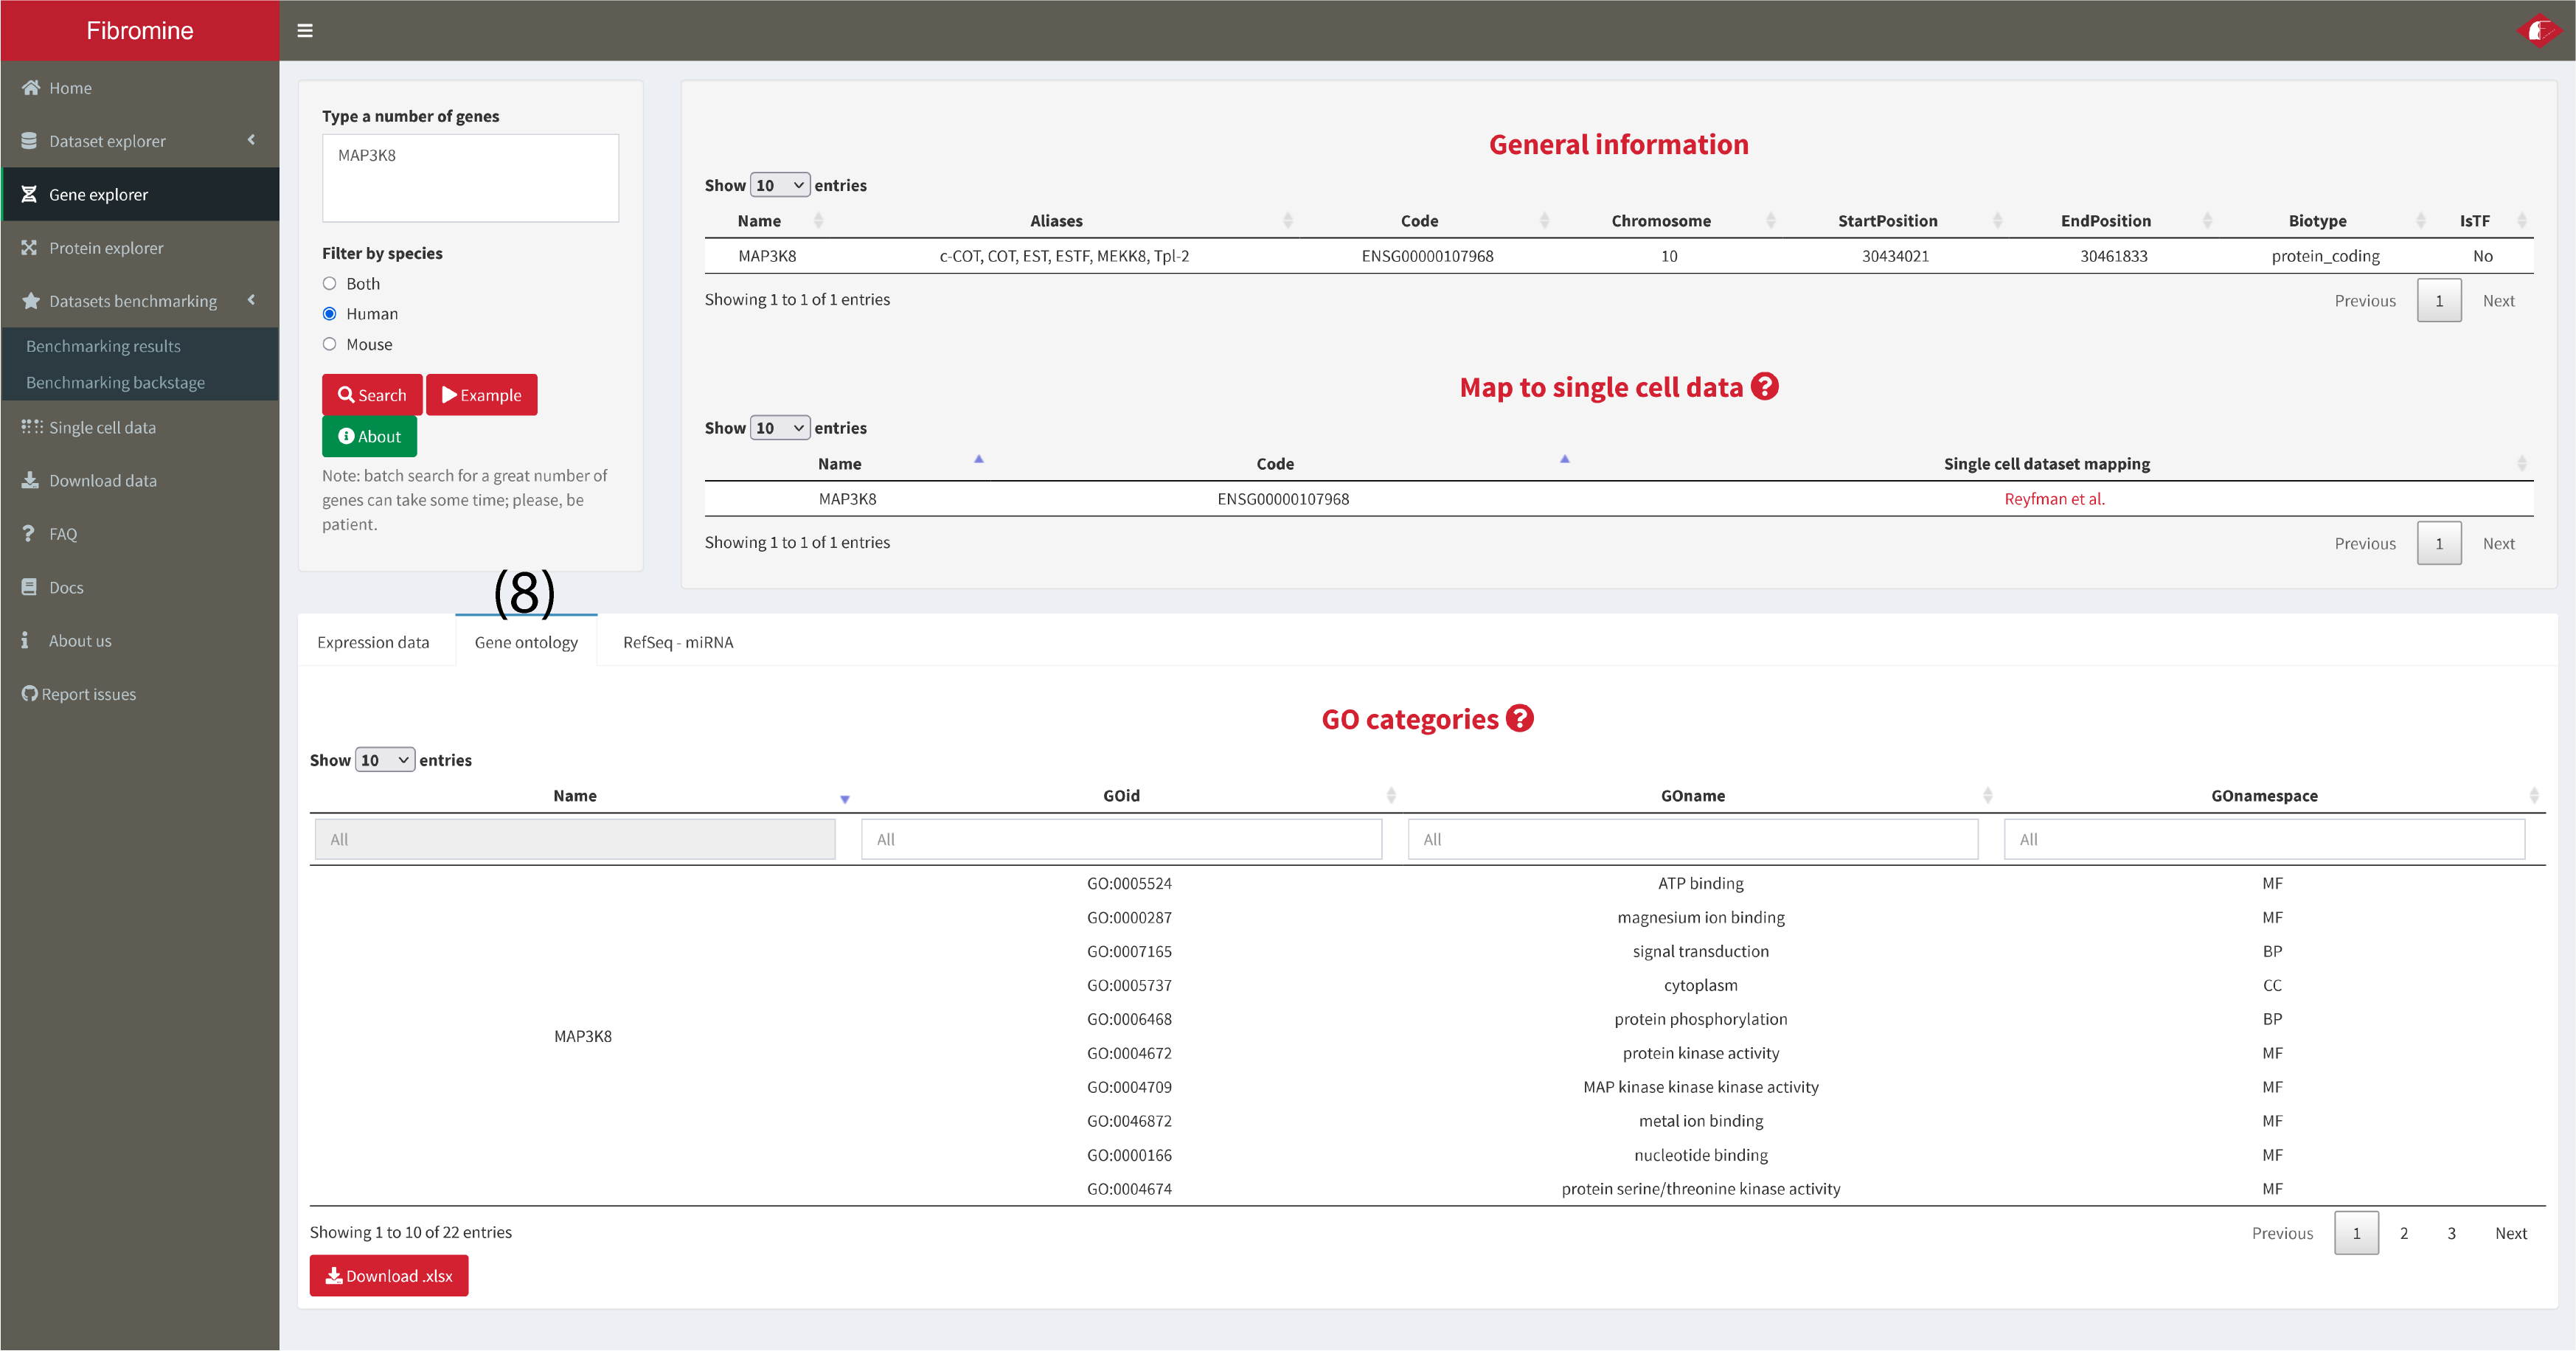 Fibromine
Home
Dataset explorer
Gene explorer
Protein explorer
Datasets benchmarking
Benchmarking results
Benchmarking backstage
Single cell data
Download data
FAQ
Docs
About us
Report issues
Type a number of genes
MAP3K8
Filter by species
Both
Human
Mouse
Search Example
About
Note: batch search for a great number of
genes can take some time; please, be
patient.
General information
Show 10 entries
Name Aliases Code Chromosome StartPosition EndPosition Biotype IsTF
MAP3K8 c-COT, COT, EST, ESTF, MEKK8, Tpl-2 ENSG00000107968 10 30434021 30461833 protein_coding No
Showing 1 to 1 of 1 entries Previous 1 Next
Map to single cell data ?
Show 10 entries
Name Code Single cell dataset mapping
MAP3K8 ENSG00000107968 Reyfman et al.
Showing 1 to 1 of 1 entries Previous 1 Next
(8)
Expression data Gene ontology RefSeq - miRNA
GO categories ?
Show 10 entries
Name GOid GOname GOnamespace
All All All All
GO:0005524 ATP binding MF
GO:0000287 magnesium ion binding MF
GO:0007165 signal transduction BP
GO:0005737 cytoplasm CC
GO:0006468 protein phosphorylation BP
MAP3K8
GO:0004672 protein kinase activity MF
GO:0004709 MAP kinase kinase kinase activity MF
GO:0046872 metal ion binding MF
GO:0000166 nucleotide binding MF
GO:0004674 protein serine/threonine kinase activity MF
Showing 1 to 10 of 22 entries Previous 1 2 3 Next
Download .xlsx